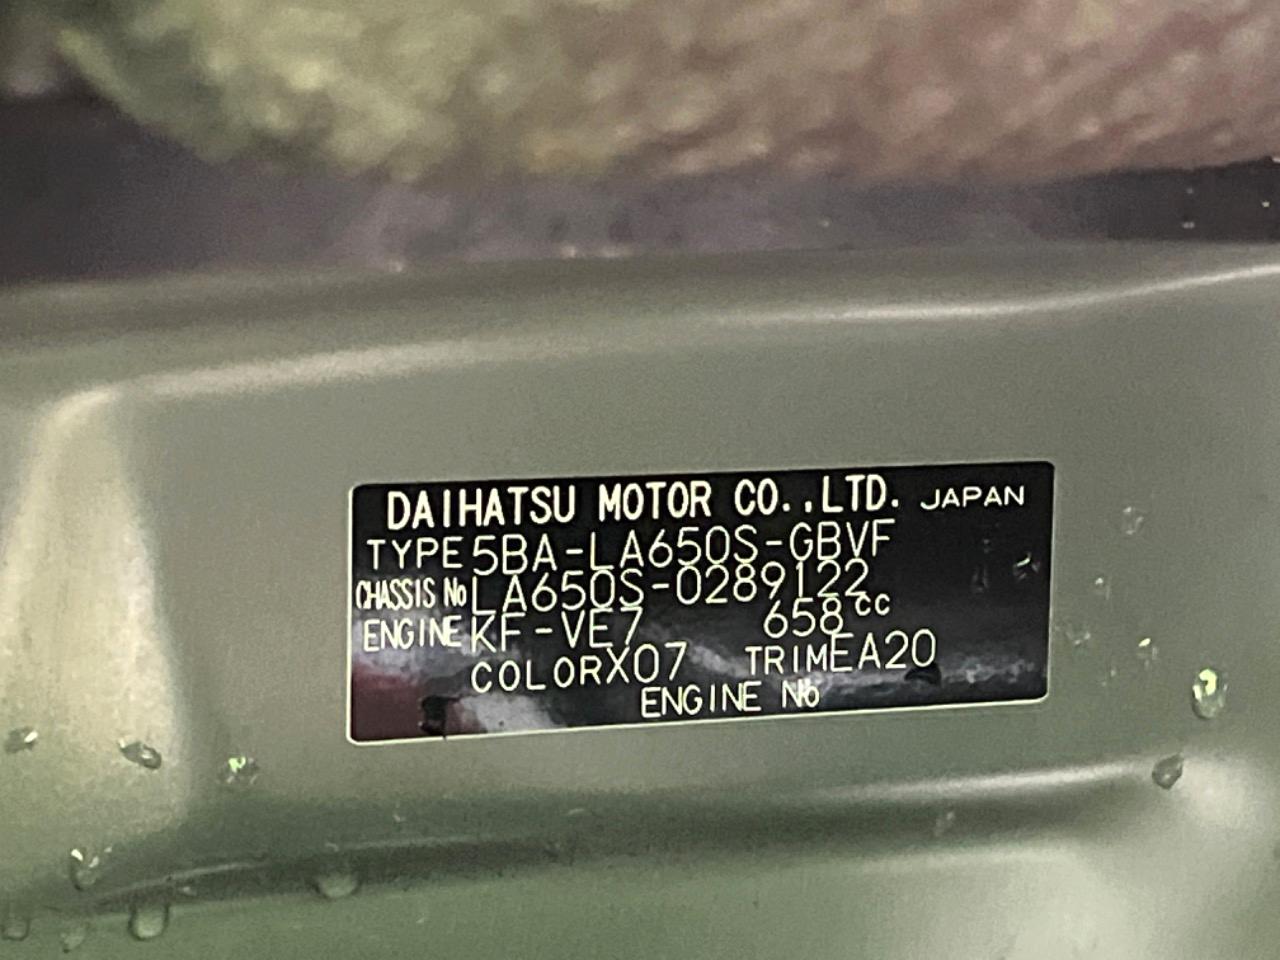 DAIHATSU MOTOR CO.,LTD. JAPAN
TYPE 5BA-LA650S-GBVF
CHASSIS No LA650S-0289122
ENGINE KF-VE7 658cc
COLOR X07 TRIM EA20
ENGINE No